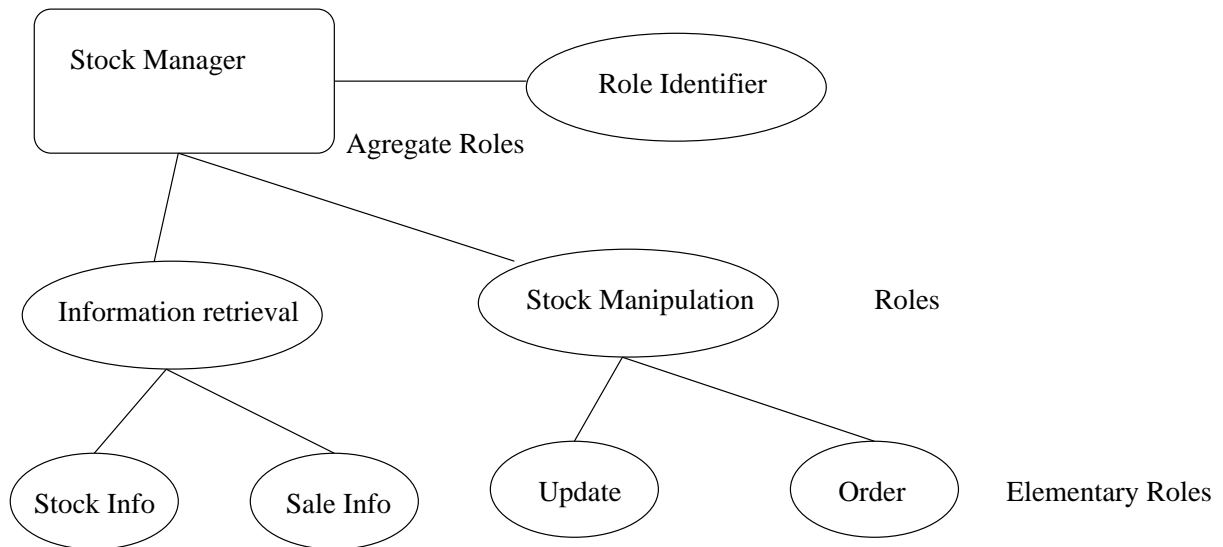 Stock Manager
Role Identifier
Agregate Roles
Information retrieval
Stock Manipulation
Roles
Stock Info
Sale Info
Update
Order
Elementary Roles